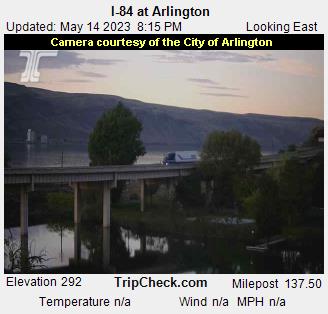 I-84 at Arlington
Updated: May 14 2023 8:15 PM Looking East
Camera courtesy of the City of Arlington
Elevation 292 TripCheck.com Milepost 137.50
Temperature n/a Wind n/a MPH n/a